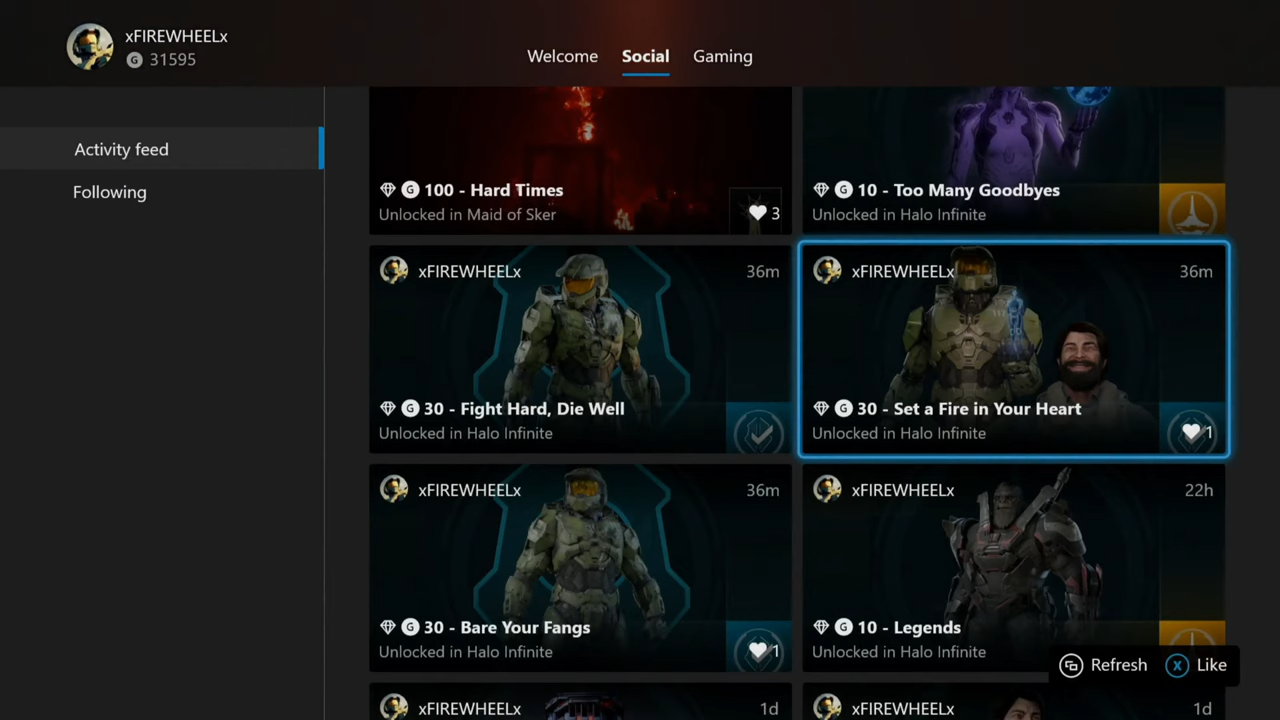 xFIREWHEELx
G 31595
Welcome Social Gaming
Activity feed
Following
G 100 - Hard Times
Unlocked in Maid of Sker
3
G 10 - Too Many Goodbyes
Unlocked in Halo Infinite
xFIREWHEELx 36m
G 30 - Fight Hard, Die Well
Unlocked in Halo Infinite
xFIREWHEELx 36m
G 30 - Set a Fire in Your Heart
Unlocked in Halo Infinite
1
xFIREWHEELx 36m
G 30 - Bare Your Fangs
Unlocked in Halo Infinite
1
xFIREWHEELx 22h
G 10 - Legends
Unlocked in Halo Infinite
Refresh X Like
xFIREWHEELx 1d
xFIREWHEELx 1d